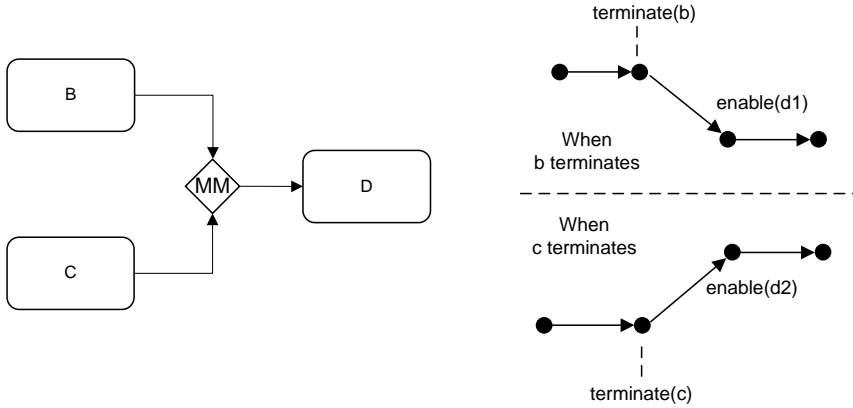 B
MM
D
C
terminate(b)
enable(d1)
When
b terminates
When
c terminates
enable(d2)
terminate(c)